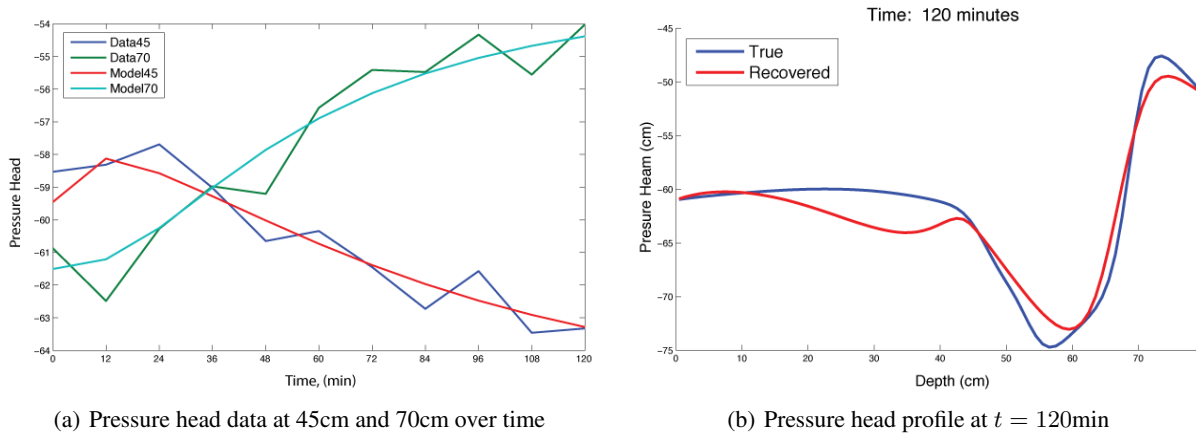 -54
-55
-56
-57
-58
-59
-60
-61
-62
-63
-64
Pressure Head
Data45
Data70
Model45
Model70
0 12 24 36 48 60 72 84 96 108 120
Time, (min)
(a) Pressure head data at 45cm and 70cm over time
Time: 120 minutes
-45
-50
-55
-60
-65
-70
-75
Presure Heam (cm)
True
Recovered
0 10 20 30 40 50 60 70
Depth (cm)
(b) Pressure head profile at t = 120min